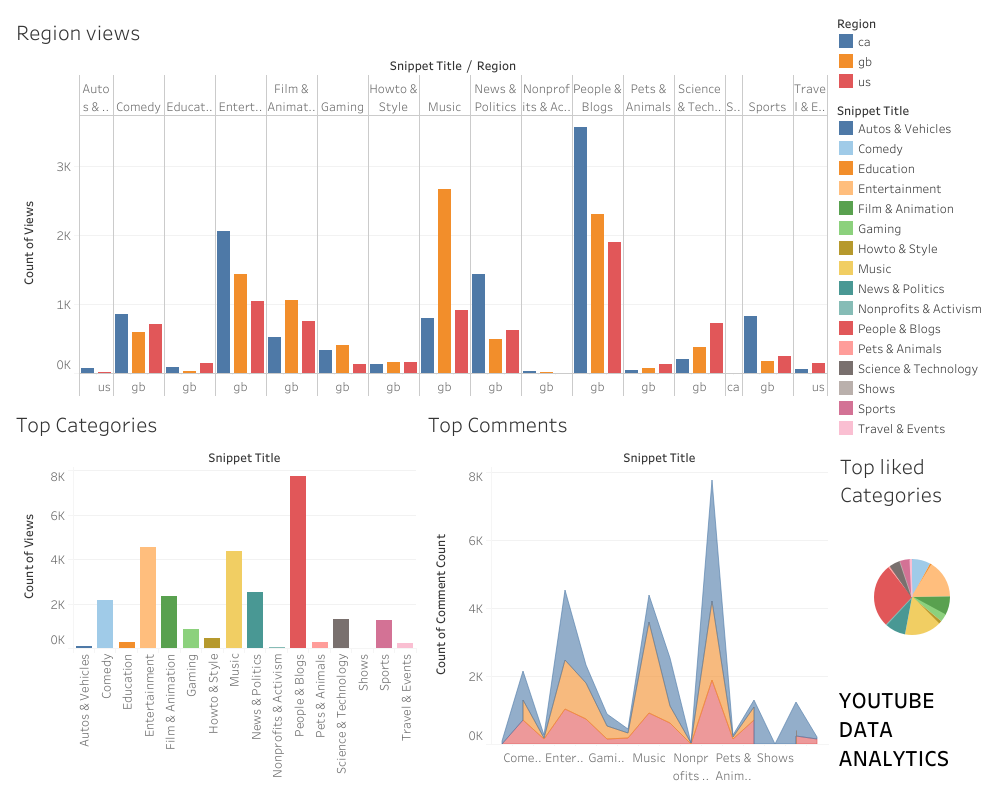 Region views
Snippet Title / Region
Auto
s & ..
Comedy
Educat..
Entert..
Film &
Animat..
Gaming
Howto &
Style
Music
News &
Politics
Nonprof
its & Ac..
People &
Blogs
Pets &
Animals
Science
& Tech..
S..
Sports
Trave
l & E..
Count of Views
3K
2K
1K
0K
us
gb
gb
gb
gb
gb
gb
gb
gb
gb
gb
gb
gb
ca
gb
us
Region
ca
gb
us
Snippet Title
Autos & Vehicles
Comedy
Education
Entertainment
Film & Animation
Gaming
Howto & Style
Music
News & Politics
Nonprofits & Activism
People & Blogs
Pets & Animals
Science & Technology
Shows
Sports
Travel & Events
Top Categories
Snippet Title
Count of Views
8K
6K
4K
2K
0K
Autos & Vehicles
Comedy
Education
Entertainment
Film & Animation
Gaming
Howto & Style
Music
News & Politics
Nonprofits & Activism
People & Blogs
Pets & Animals
Science & Technology
Shows
Sports
Travel & Events
Top Comments
Snippet Title
Count of Comment Count
8K
6K
4K
2K
0K
Come..
Enter..
Gami..
Music
Nonpr
ofits ..
Pets &
Anim..
Shows
Top liked
Categories
YOUTUBE
DATA
ANALYTICS